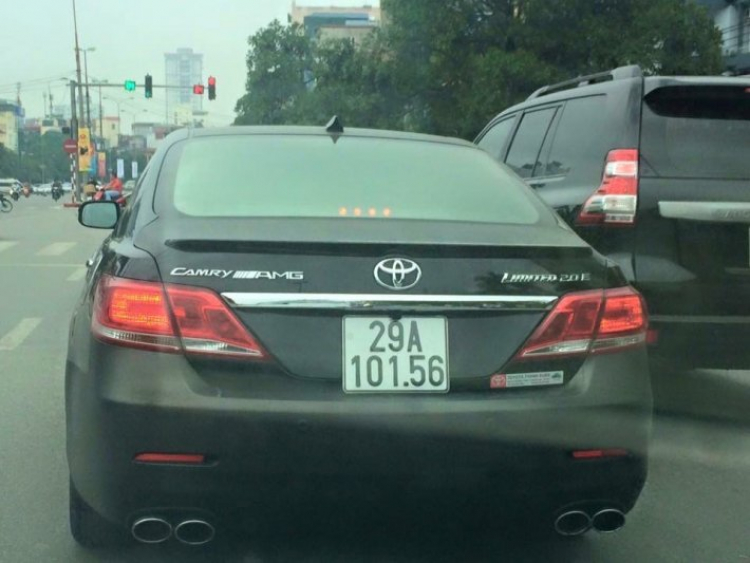 CAMRY AMG
LIMITED 2.0 E
29A
101.56